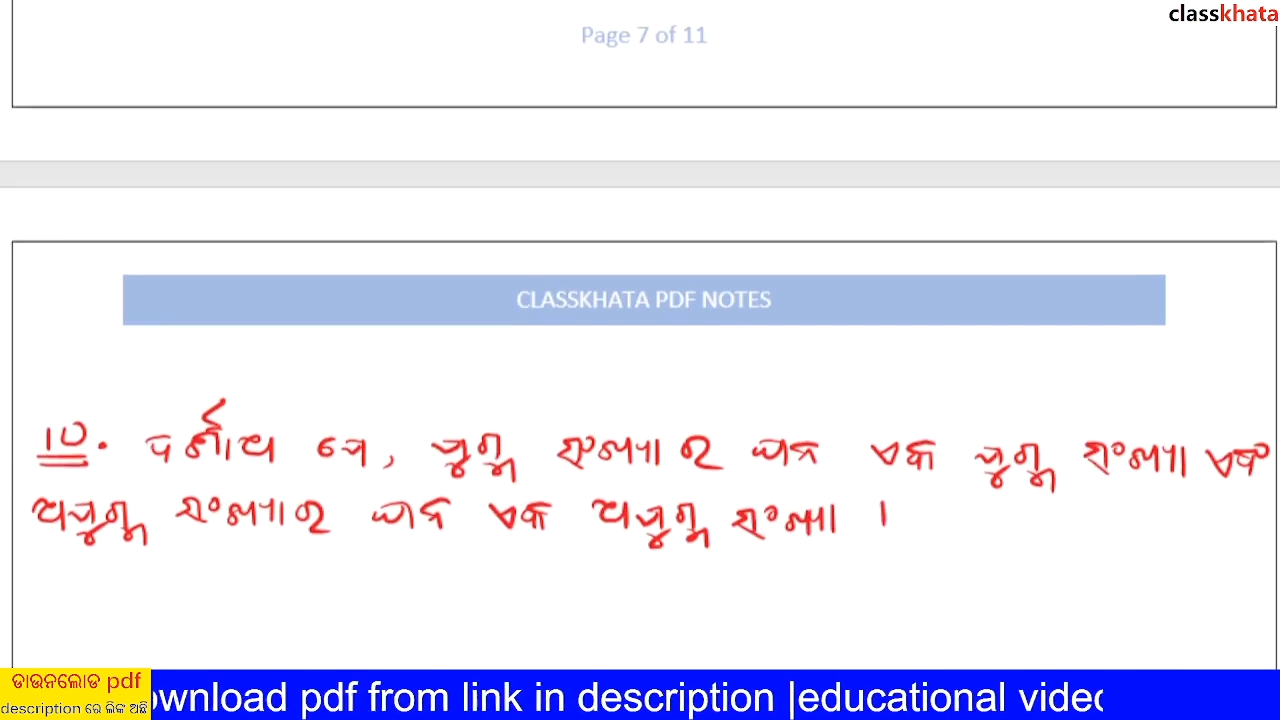 classkhata
Page 7 of 11
CLASSKHATA PDF NOTES
10. ଦର୍ଶାଅ ଯେ, ଯୁଗ୍ମ ସଂଖ୍ୟାର ଘନ ଏକ ଯୁଗ୍ମ ସଂଖ୍ୟା ଏବଂ
ଅଯୁଗ୍ମ ସଂଖ୍ୟାର ଘନ ଏକ ଅଯୁଗ୍ମ ସଂଖ୍ୟା ।
ଡାଉନଲୋଡ pdf
description ରେ ଲିଙ୍କ ଅଛି
ownload pdf from link in description |educational video